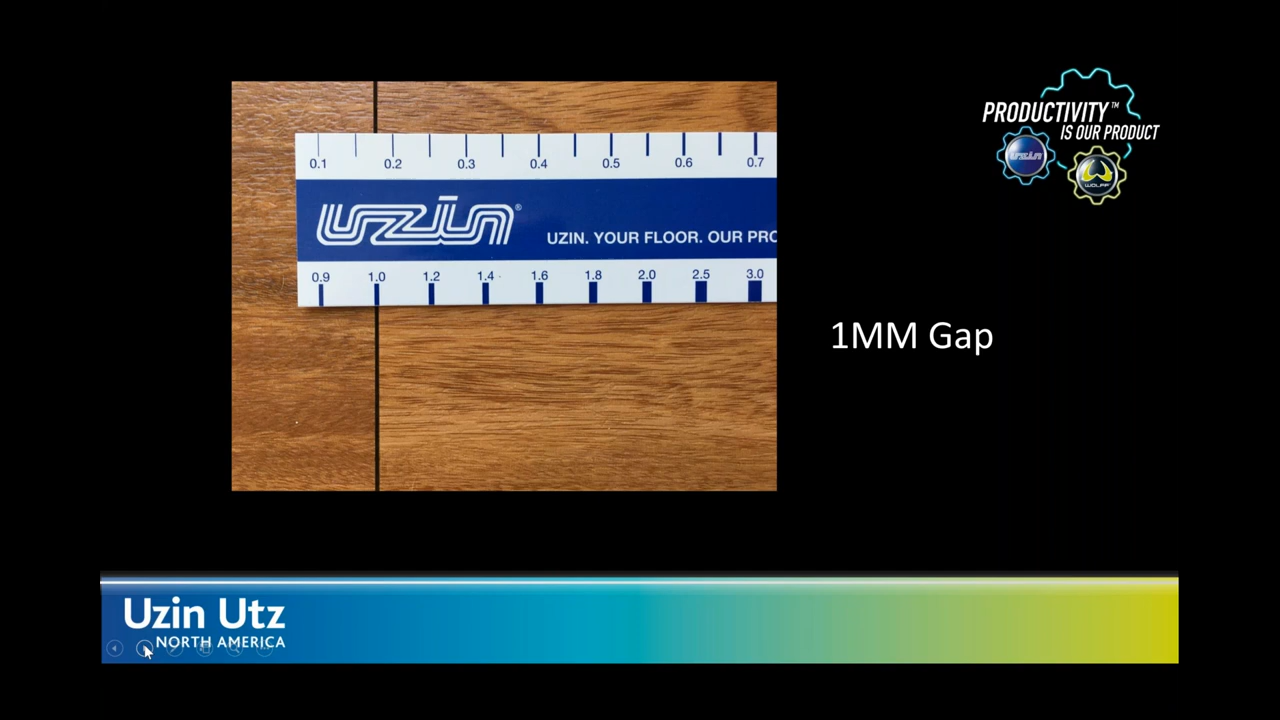 PRODUCTIVITY™
IS OUR PRODUCT
uzin
WOLFF
0.1 0.2 0.3 0.4 0.5 0.6 0.7
uzin®
UZIN. YOUR FLOOR. OUR PRO
0.9 1.0 1.2 1.4 1.6 1.8 2.0 2.5 3.0
1MM Gap
Uzin Utz
NORTH AMERICA